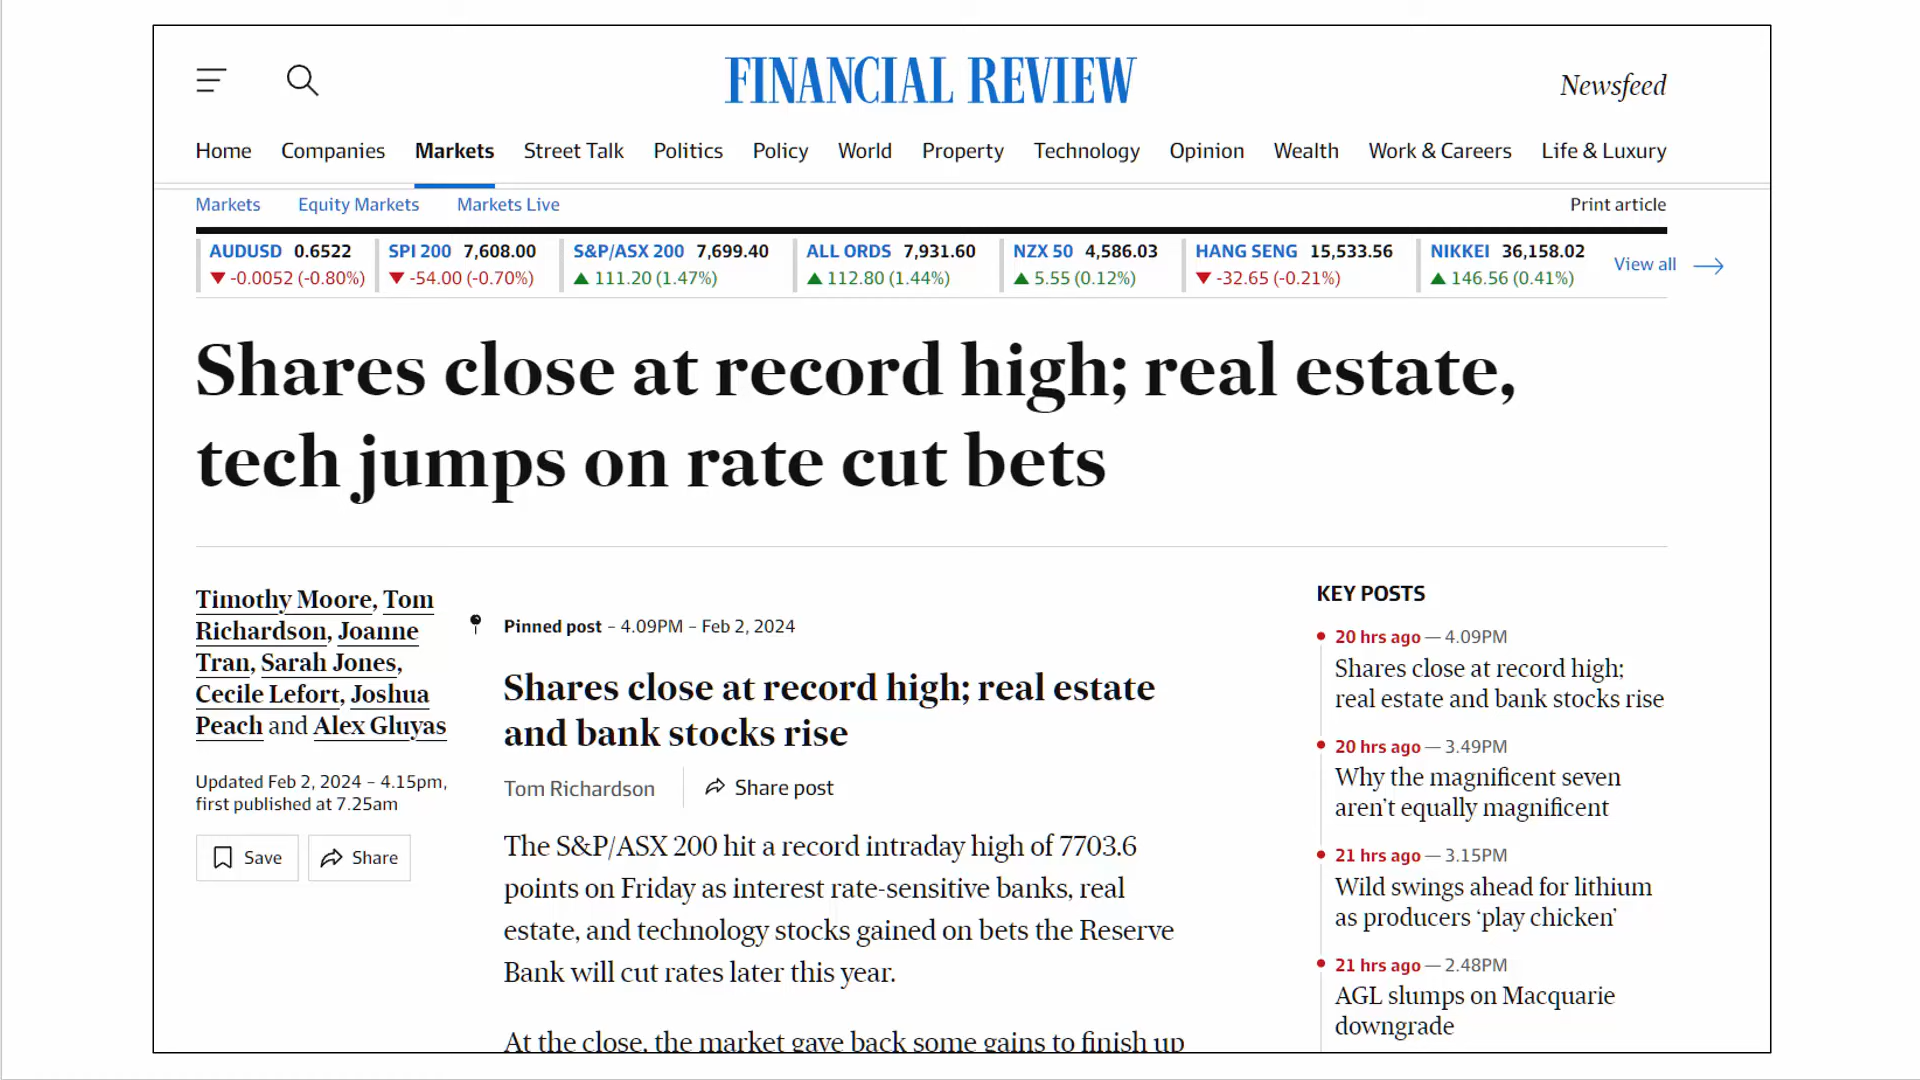 FINANCIAL REVIEW
Newsfeed
Home Companies Markets Street Talk Politics Policy World Property Technology Opinion Wealth Work & Careers Life & Luxury
Markets Equity Markets Markets Live Print article
AUDUSD 0.6522 SPI 200 7,608.00 S&P/ASX 200 7,699.40 ALL ORDS 7,931.60 NZX 50 4,586.03 HANG SENG 15,533.56 NIKKEI 36,158.02 View all
-0.0052 (-0.80%) -54.00 (-0.70%) 111.20 (1.47%) 112.80 (1.44%) 5.55 (0.12%) -32.65 (-0.21%) 146.56 (0.41%)
Shares close at record high; real estate,
tech jumps on rate cut bets
Timothy Moore, Tom
Richardson, Joanne
Tran, Sarah Jones,
Cecile Lefort, Joshua
Peach and Alex Gluyas
Updated Feb 2, 2024 – 4.15pm,
first published at 7.25am
Save Share
Pinned post – 4.09PM – Feb 2, 2024
Shares close at record high; real estate
and bank stocks rise
Tom Richardson Share post
The S&P/ASX 200 hit a record intraday high of 7703.6
points on Friday as interest rate-sensitive banks, real
estate, and technology stocks gained on bets the Reserve
Bank will cut rates later this year.
At the close, the market gave back some gains to finish up
KEY POSTS
20 hrs ago — 4.09PM
Shares close at record high;
real estate and bank stocks rise
20 hrs ago — 3.49PM
Why the magnificent seven
aren't equally magnificent
21 hrs ago — 3.15PM
Wild swings ahead for lithium
as producers ‘play chicken’
21 hrs ago — 2.48PM
AGL slumps on Macquarie
downgrade